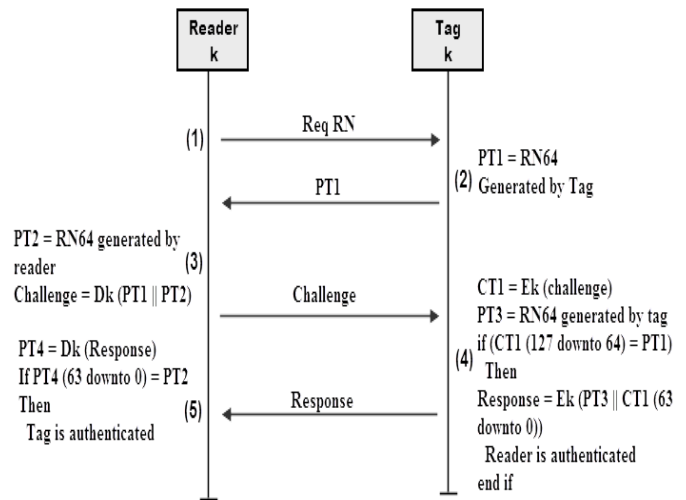 Reader
k
Tag
k
(1)
Req RN
PT1 = RN64
(2)
Generated by Tag
PT1
PT2 = RN64 generated by
reader
(3)
Challenge = Dk (PT1 || PT2)
Challenge
CT1 = Ek (challenge)
PT3 = RN64 generated by tag
if (CT1 (127 downto 64) = PT1)
(4)
Then
Response = Ek (PT3 || CT1 (63
downto 0))
Reader is authenticated
end if
PT4 = Dk (Response)
If PT4 (63 downto 0) = PT2
Then
(5)
Tag is authenticated
Response